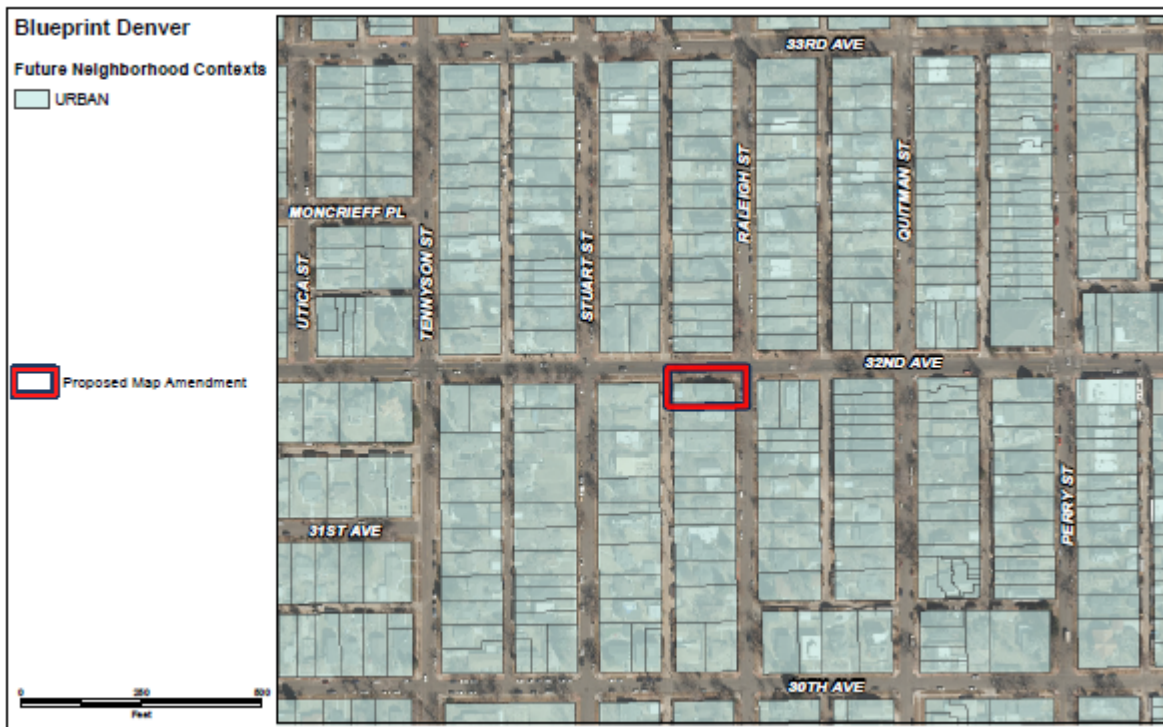 Blueprint Denver
Future Neighborhood Contexts
URBAN
Proposed Map Amendment
0 250 500
Feet
33RD AVE
RALEIGH ST
QUITMAN ST
MONCRIEFF PL
UTICA ST
TENNYSON ST
STUART ST
32ND AVE
PERRY ST
31ST AVE
30TH AVE